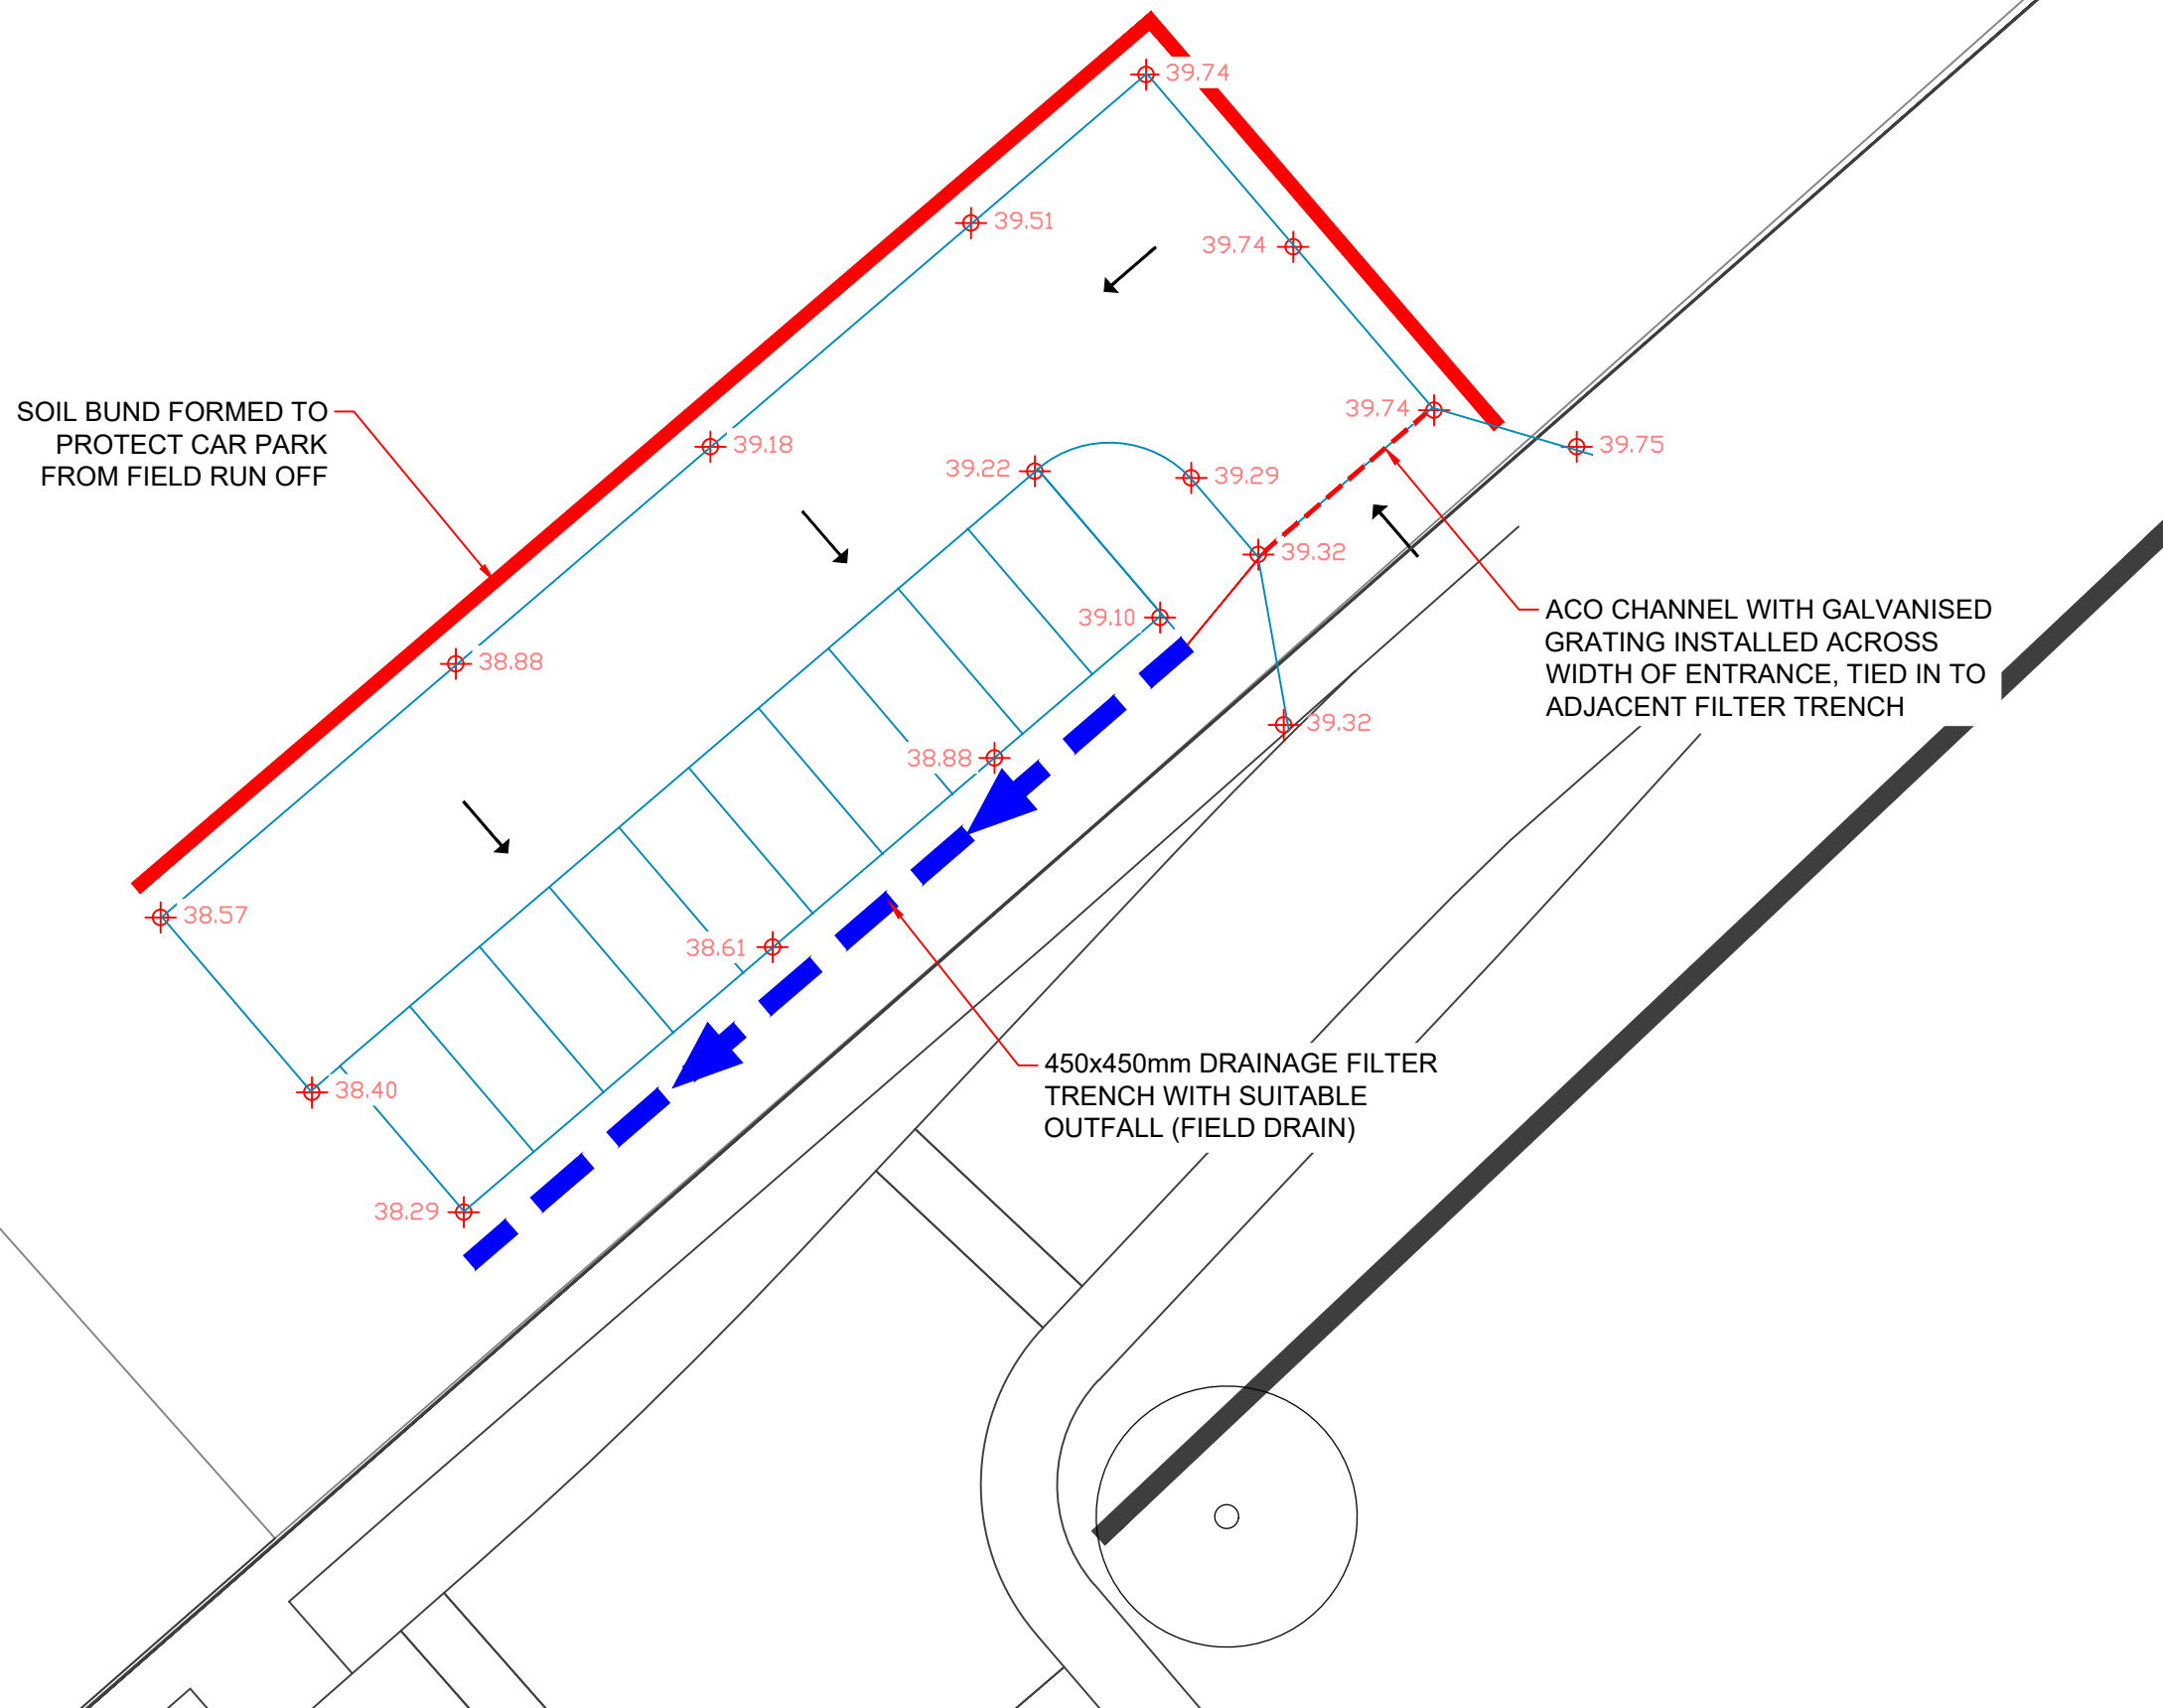 39.74
39.51
39.74
SOIL BUND FORMED TO
PROTECT CAR PARK
FROM FIELD RUN OFF
39.74
39.18
39.75
39.22
39.29
39.32
ACO CHANNEL WITH GALVANISED
GRATING INSTALLED ACROSS
WIDTH OF ENTRANCE, TIED IN TO
ADJACENT FILTER TRENCH
39.10
38.88
39.32
38.88
38.57
38.61
450x450mm DRAINAGE FILTER
TRENCH WITH SUITABLE
OUTFALL (FIELD DRAIN)
38.40
38.29